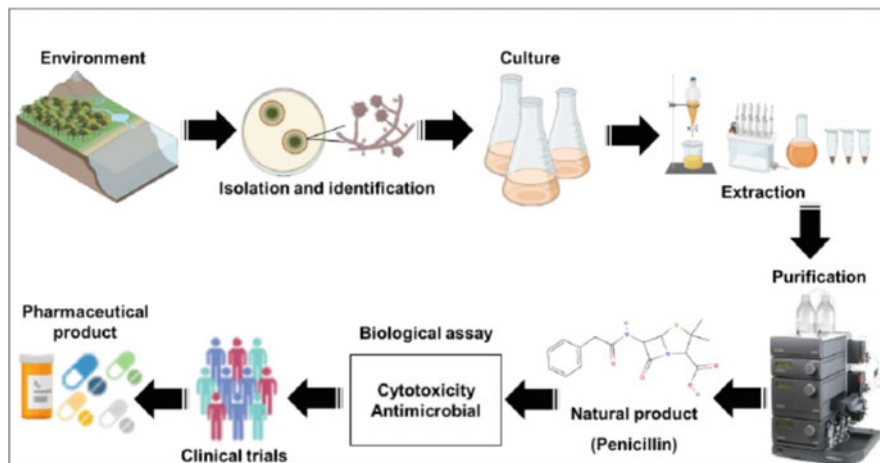 Environment
Isolation and identification
Culture
Extraction
Purification
Natural product
(Penicillin)
Biological assay
Cytotoxicity
Antimicrobial
Clinical trials
Pharmaceutical
product